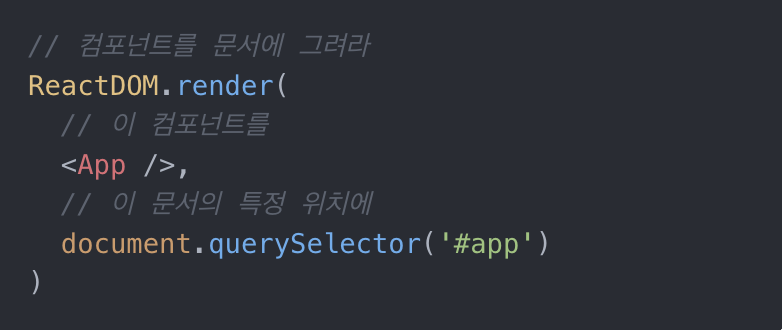 // 컴포넌트를 문서에 그려라
ReactDOM.render(
  // 이 컴포넌트를
  <App />,
  // 이 문서의 특정 위치에
  document.querySelector('#app')
)